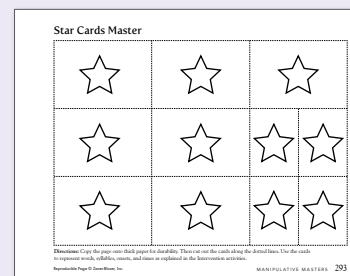 Star Cards Master
Directions: Copy the page onto thick paper for durability. Then cut out the cards along the dotted lines. Use the cards
to represent words, syllables, onsets, and rimes as explained in the Intervention activities.
Reproducible Page © Zaner-Bloser, Inc.
MANIPULATIVE MASTERS 293